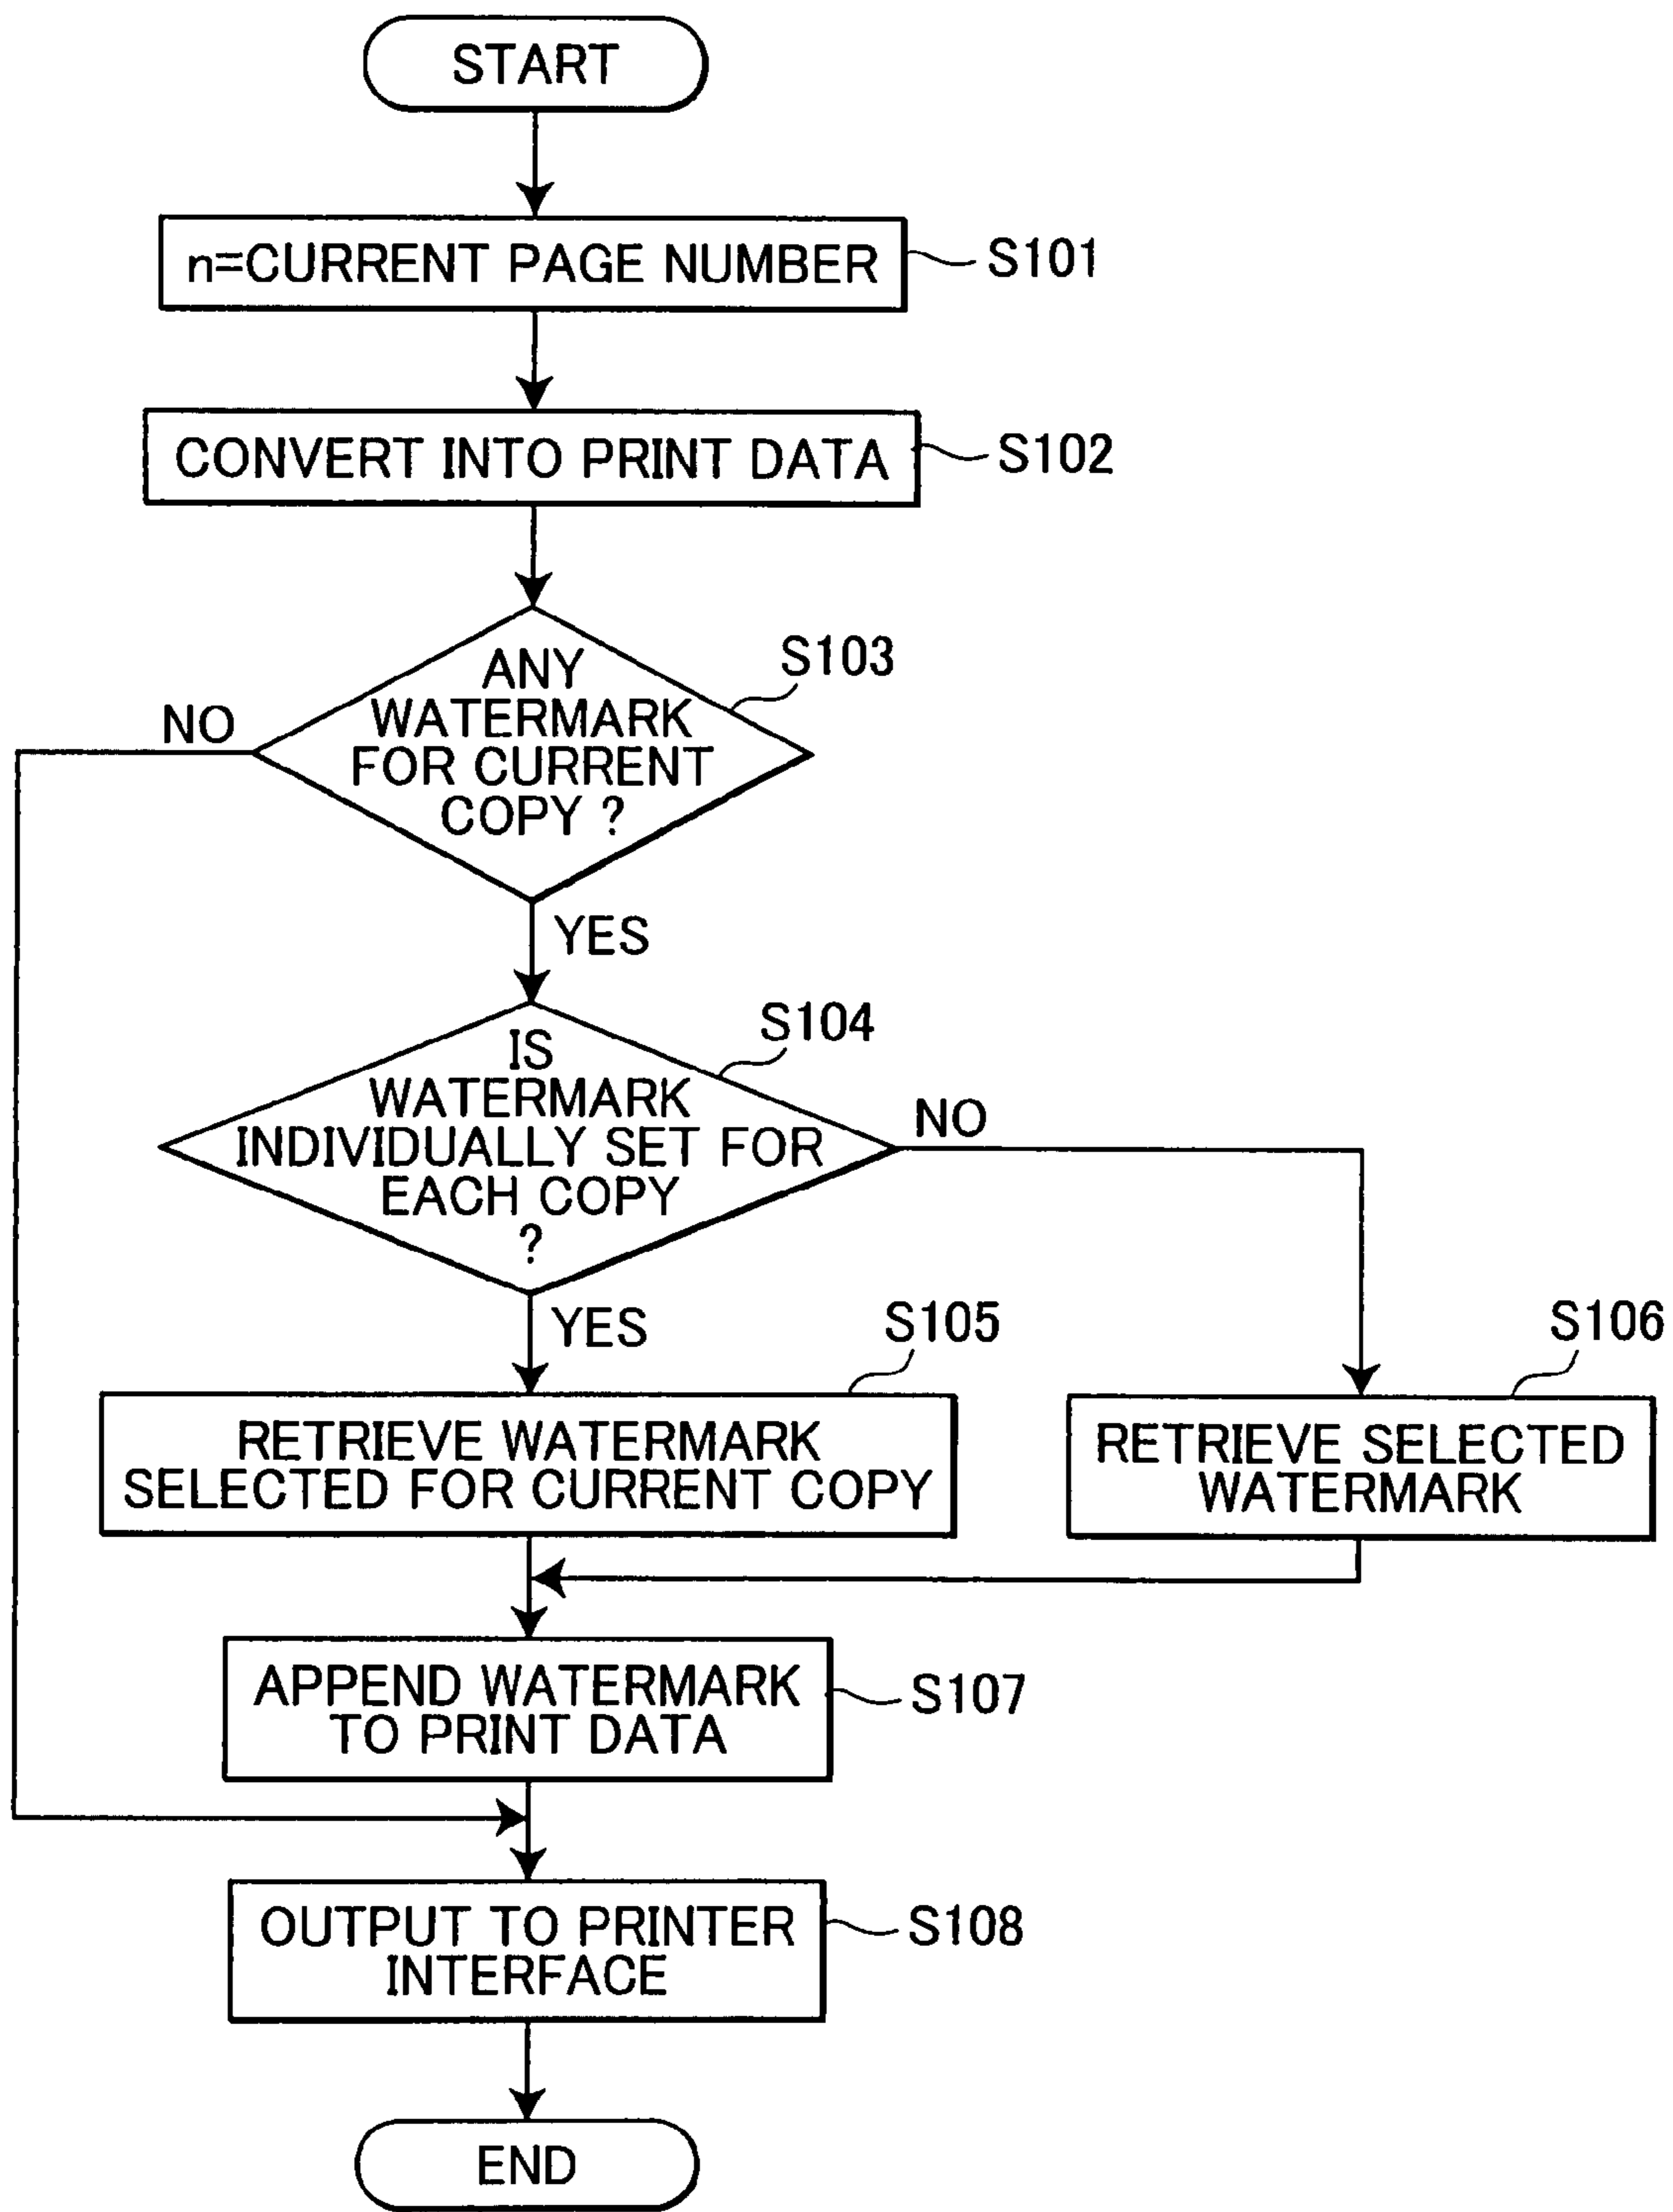 START
n=CURRENT PAGE NUMBER
S101
CONVERT INTO PRINT DATA
S102
ANY
WATERMARK
FOR CURRENT
COPY ?
S103
NO
YES
IS
WATERMARK
INDIVIDUALLY SET FOR
EACH COPY
?
S104
NO
YES
S105
RETRIEVE WATERMARK
SELECTED FOR CURRENT COPY
S106
RETRIEVE SELECTED
WATERMARK
APPEND WATERMARK
TO PRINT DATA
S107
OUTPUT TO PRINTER
INTERFACE
S108
END